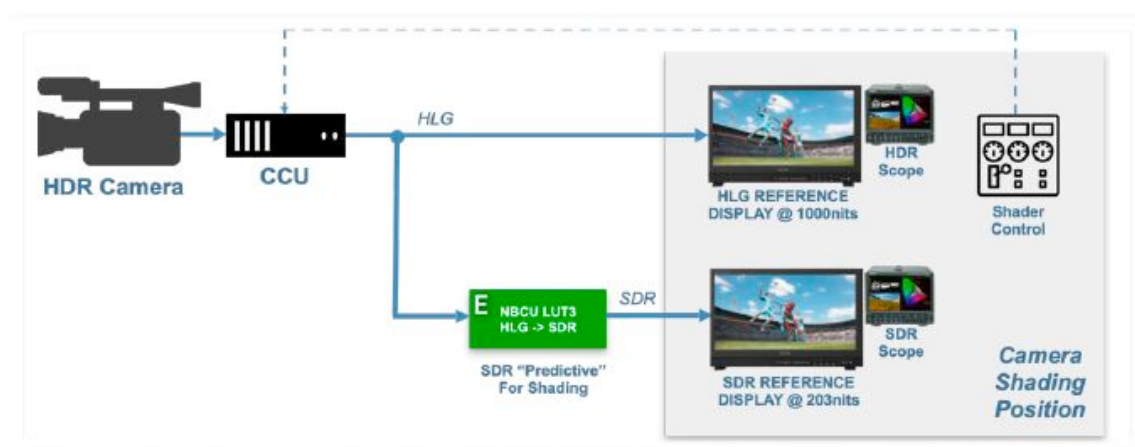 HDR Camera
CCU
HLG
HLG REFERENCE
DISPLAY @ 1000nits
HDR
Scope
Shader
Control
E
NBCU LUT3
HLG -> SDR
SDR "Predictive"
For Shading
SDR
SDR REFERENCE
DISPLAY @ 203nits
SDR
Scope
Camera
Shading
Position